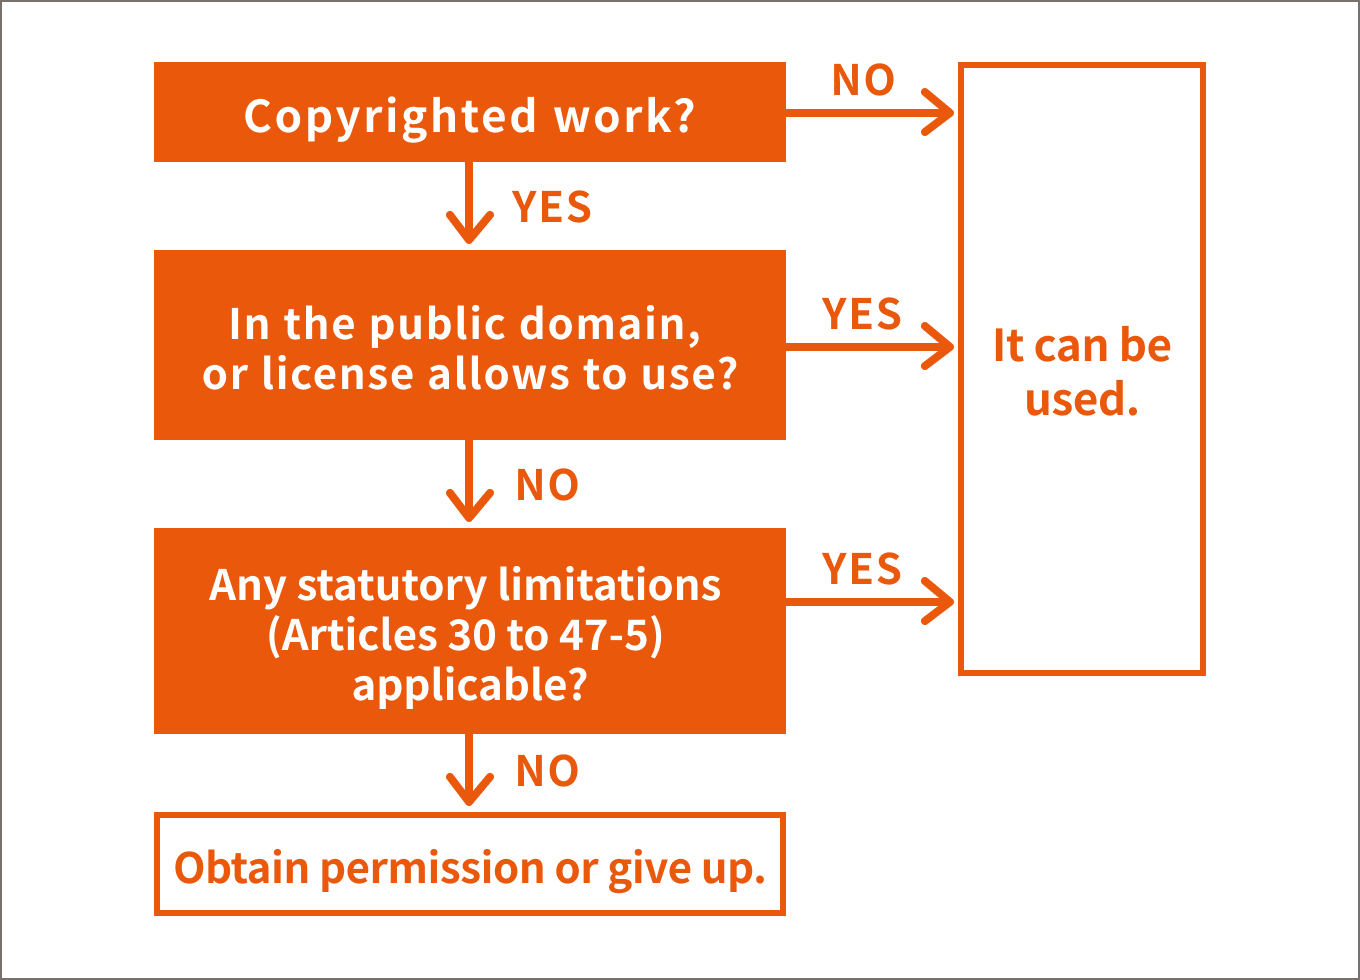 Copyrighted work?
NO
YES
In the public domain,
or license allows to use?
YES
It can be
used.
NO
Any statutory limitations
(Articles 30 to 47-5)
applicable?
YES
NO
Obtain permission or give up.